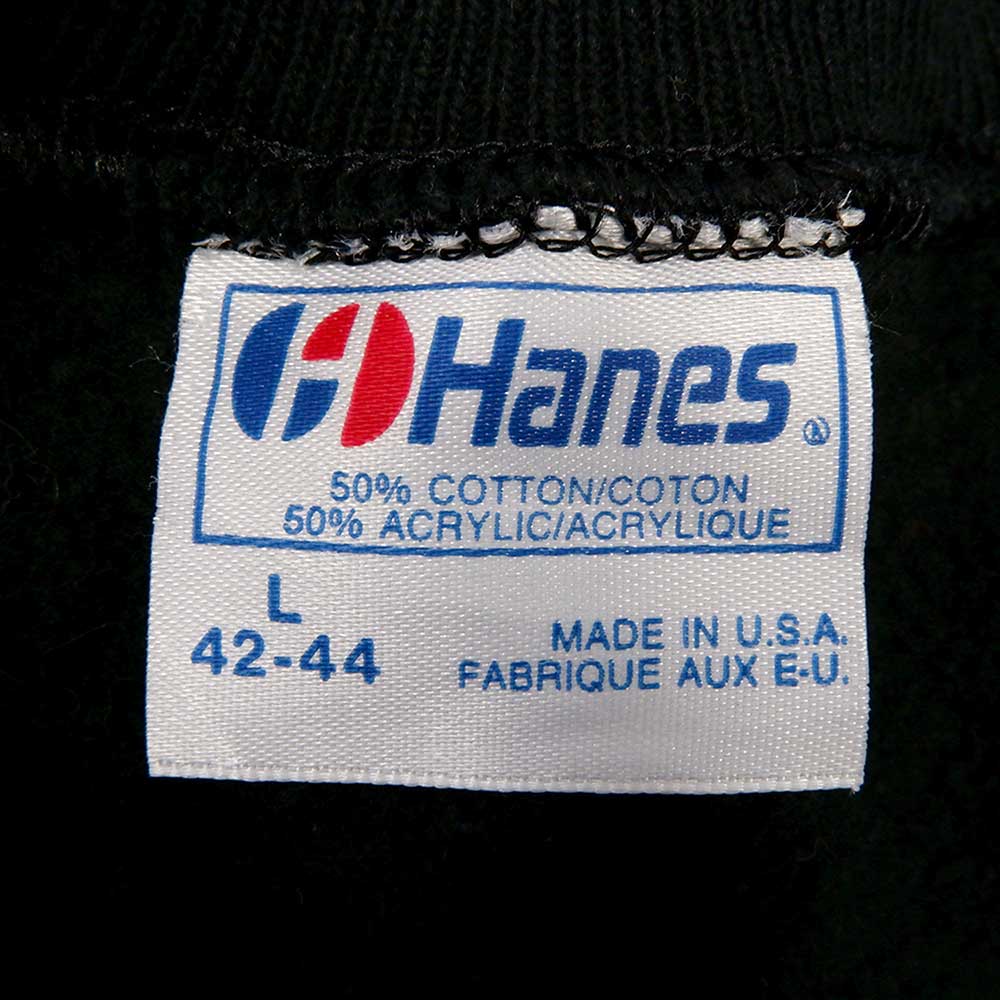 Hanes®
50% COTTON/COTON
50% ACRYLIC/ACRYLIQUE
L
42-44
MADE IN U.S.A.
FABRIQUE AUX E-U.